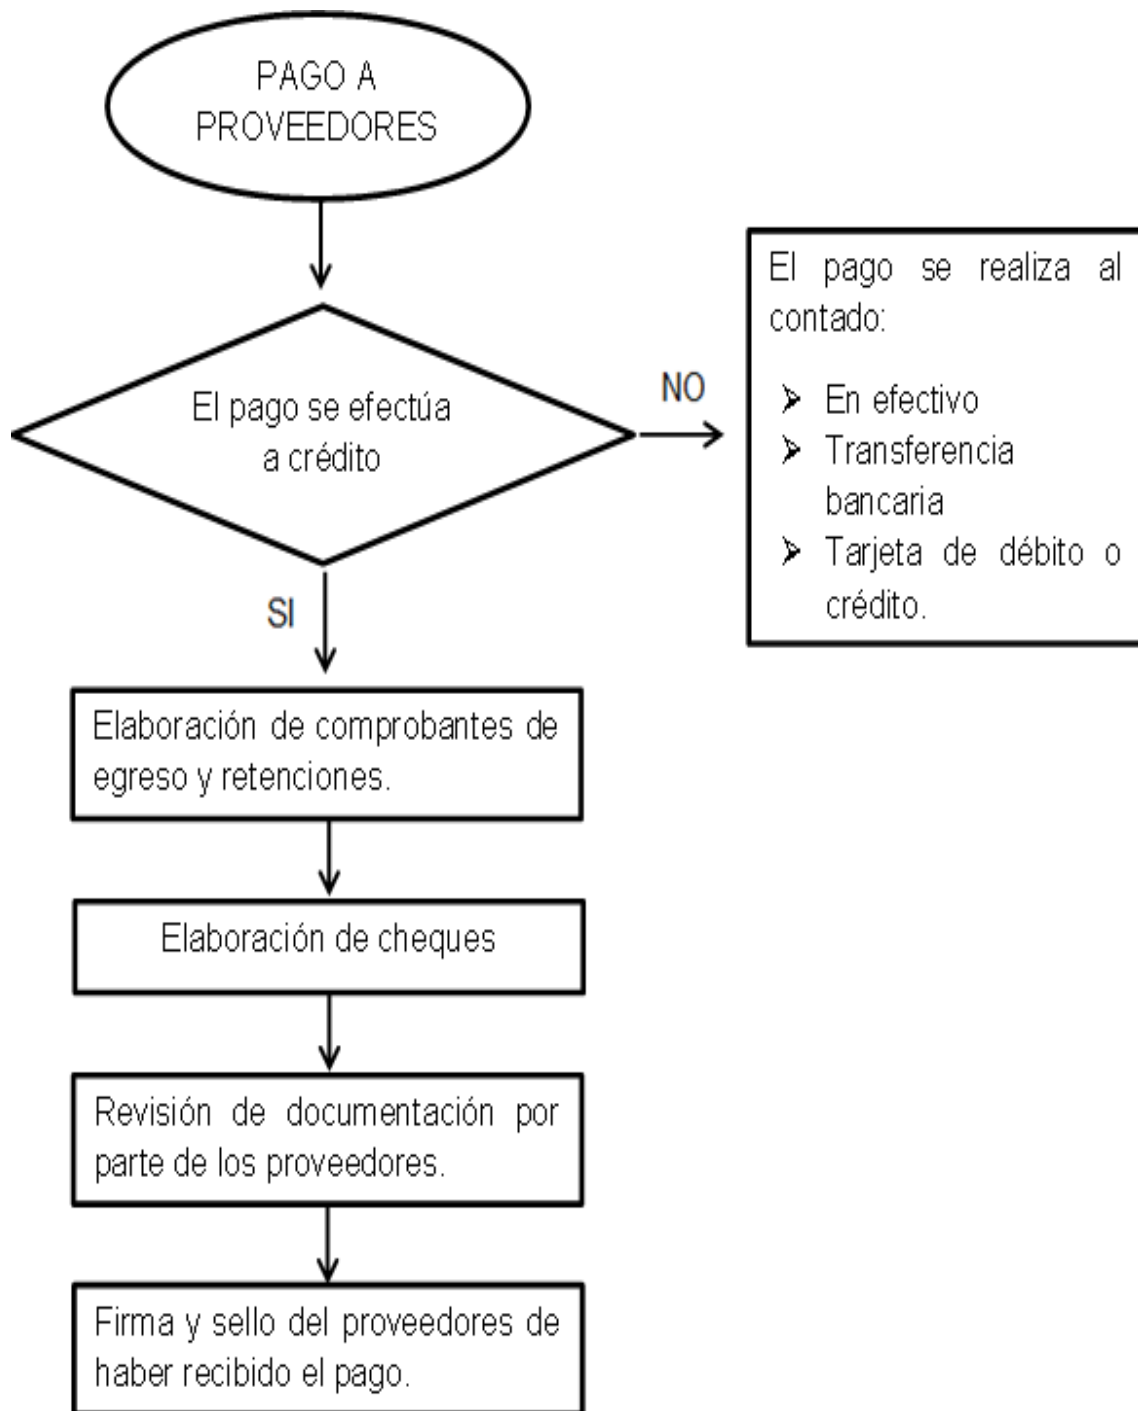 PAGO A
PROVEEDORES
El pago se efectúa
a crédito
NO
El pago se realiza al
contado:
➢ En efectivo
➢ Transferencia
bancaria
➢ Tarjeta de débito o
crédito.
SI
Elaboración de comprobantes de
egreso y retenciones.
Elaboración de cheques
Revisión de documentación por
parte de los proveedores.
Firma y sello del proveedores de
haber recibido el pago.